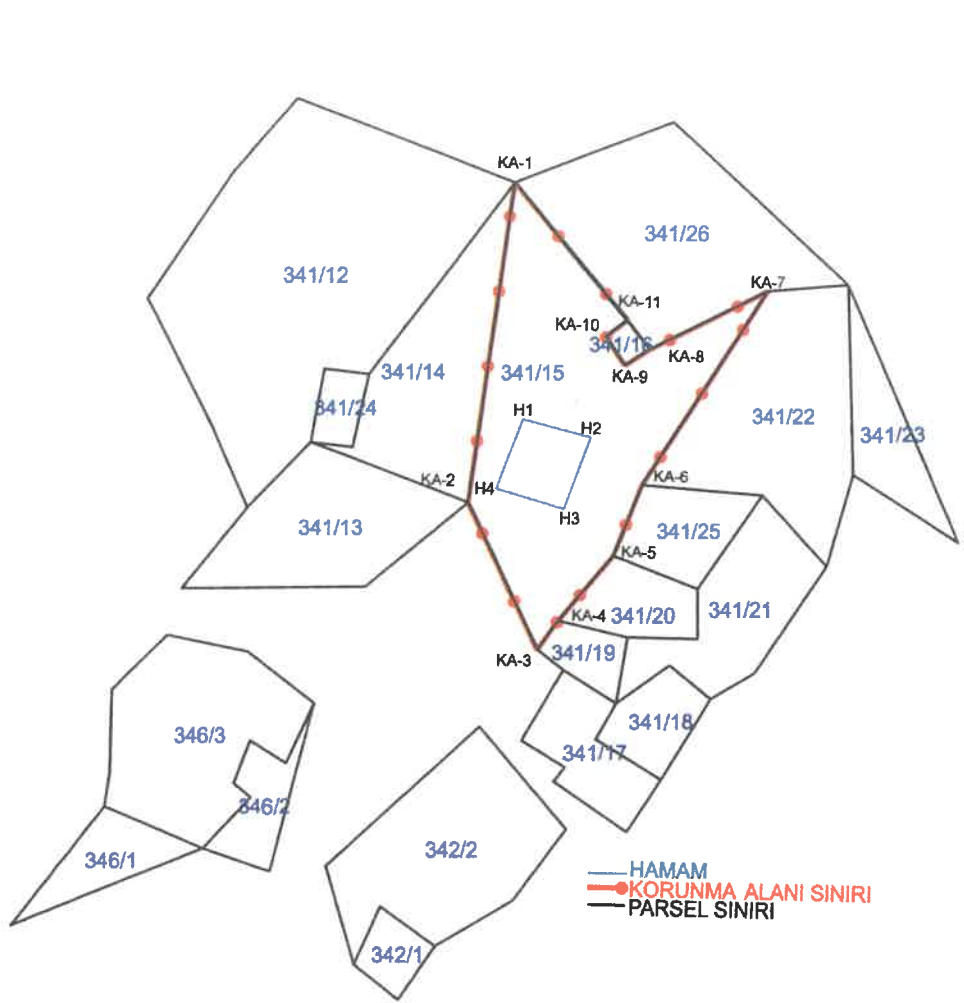 KA-1
341/26
341/12
KA-7
KA-11
KA-10
341/16
KA-8
KA-9
341/14
341/15
341/24
H1
H2
341/22
341/23
KA-2
H4
KA-6
H3
341/13
341/25
KA-5
KA-4
341/20
341/21
341/19
KA-3
341/18
346/3
341/17
346/2
342/2
346/1
HAMAM
KORUNMA ALANI SINIRI
PARSEL SINIRI
342/1